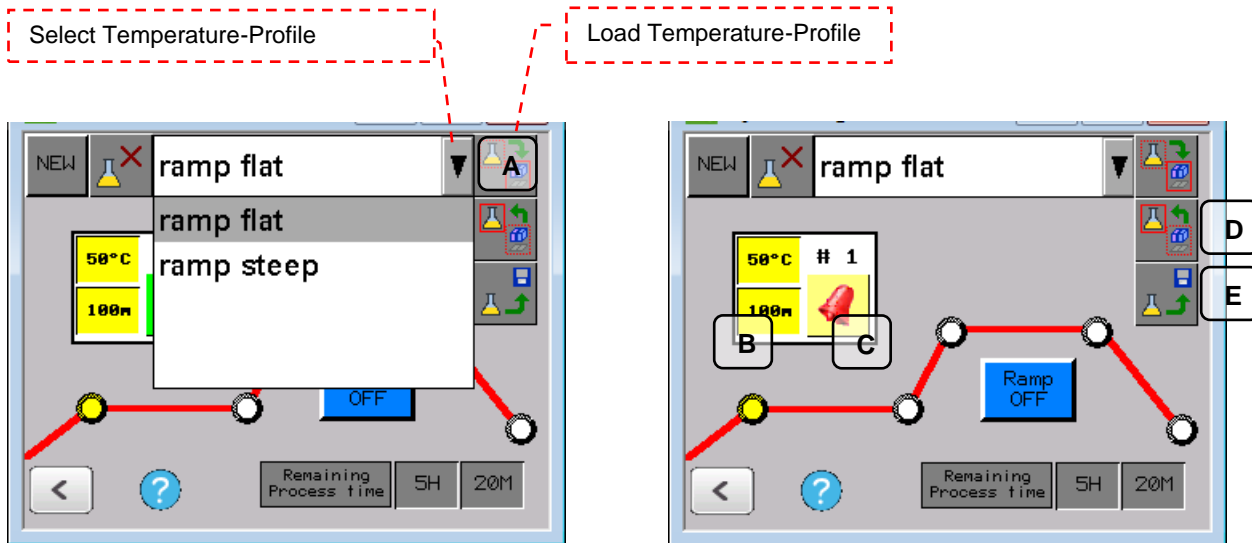 Select Temperature-Profile
Load Temperature-Profile
NEW
ramp flat
A
ramp flat
ramp steep
50°C
100m
OFF
Remaining
Process time
5H
20M
<
?
NEW
ramp flat
D
50°C
# 1
100m
E
B
C
Ramp
OFF
Remaining
Process time
5H
20M
<
?